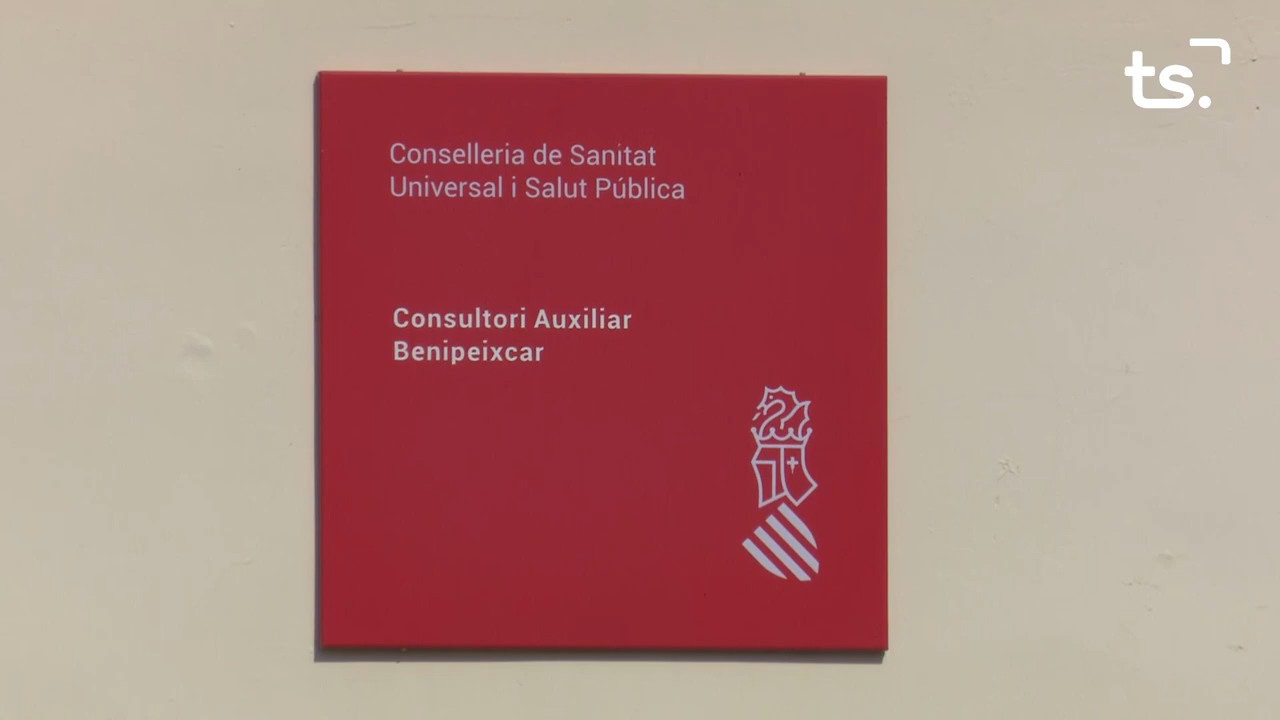 ts.
Conselleria de Sanitat
Universal i Salut Pública
Consultori Auxiliar
Benipeixcar